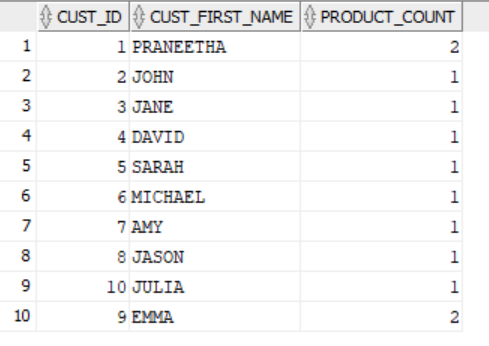 CUST_ID CUST_FIRST_NAME PRODUCT_COUNT
1 1 PRANEETHA 2
2 2 JOHN 1
3 3 JANE 1
4 4 DAVID 1
5 5 SARAH 1
6 6 MICHAEL 1
7 7 AMY 1
8 8 JASON 1
9 10 JULIA 1
10 9 EMMA 2